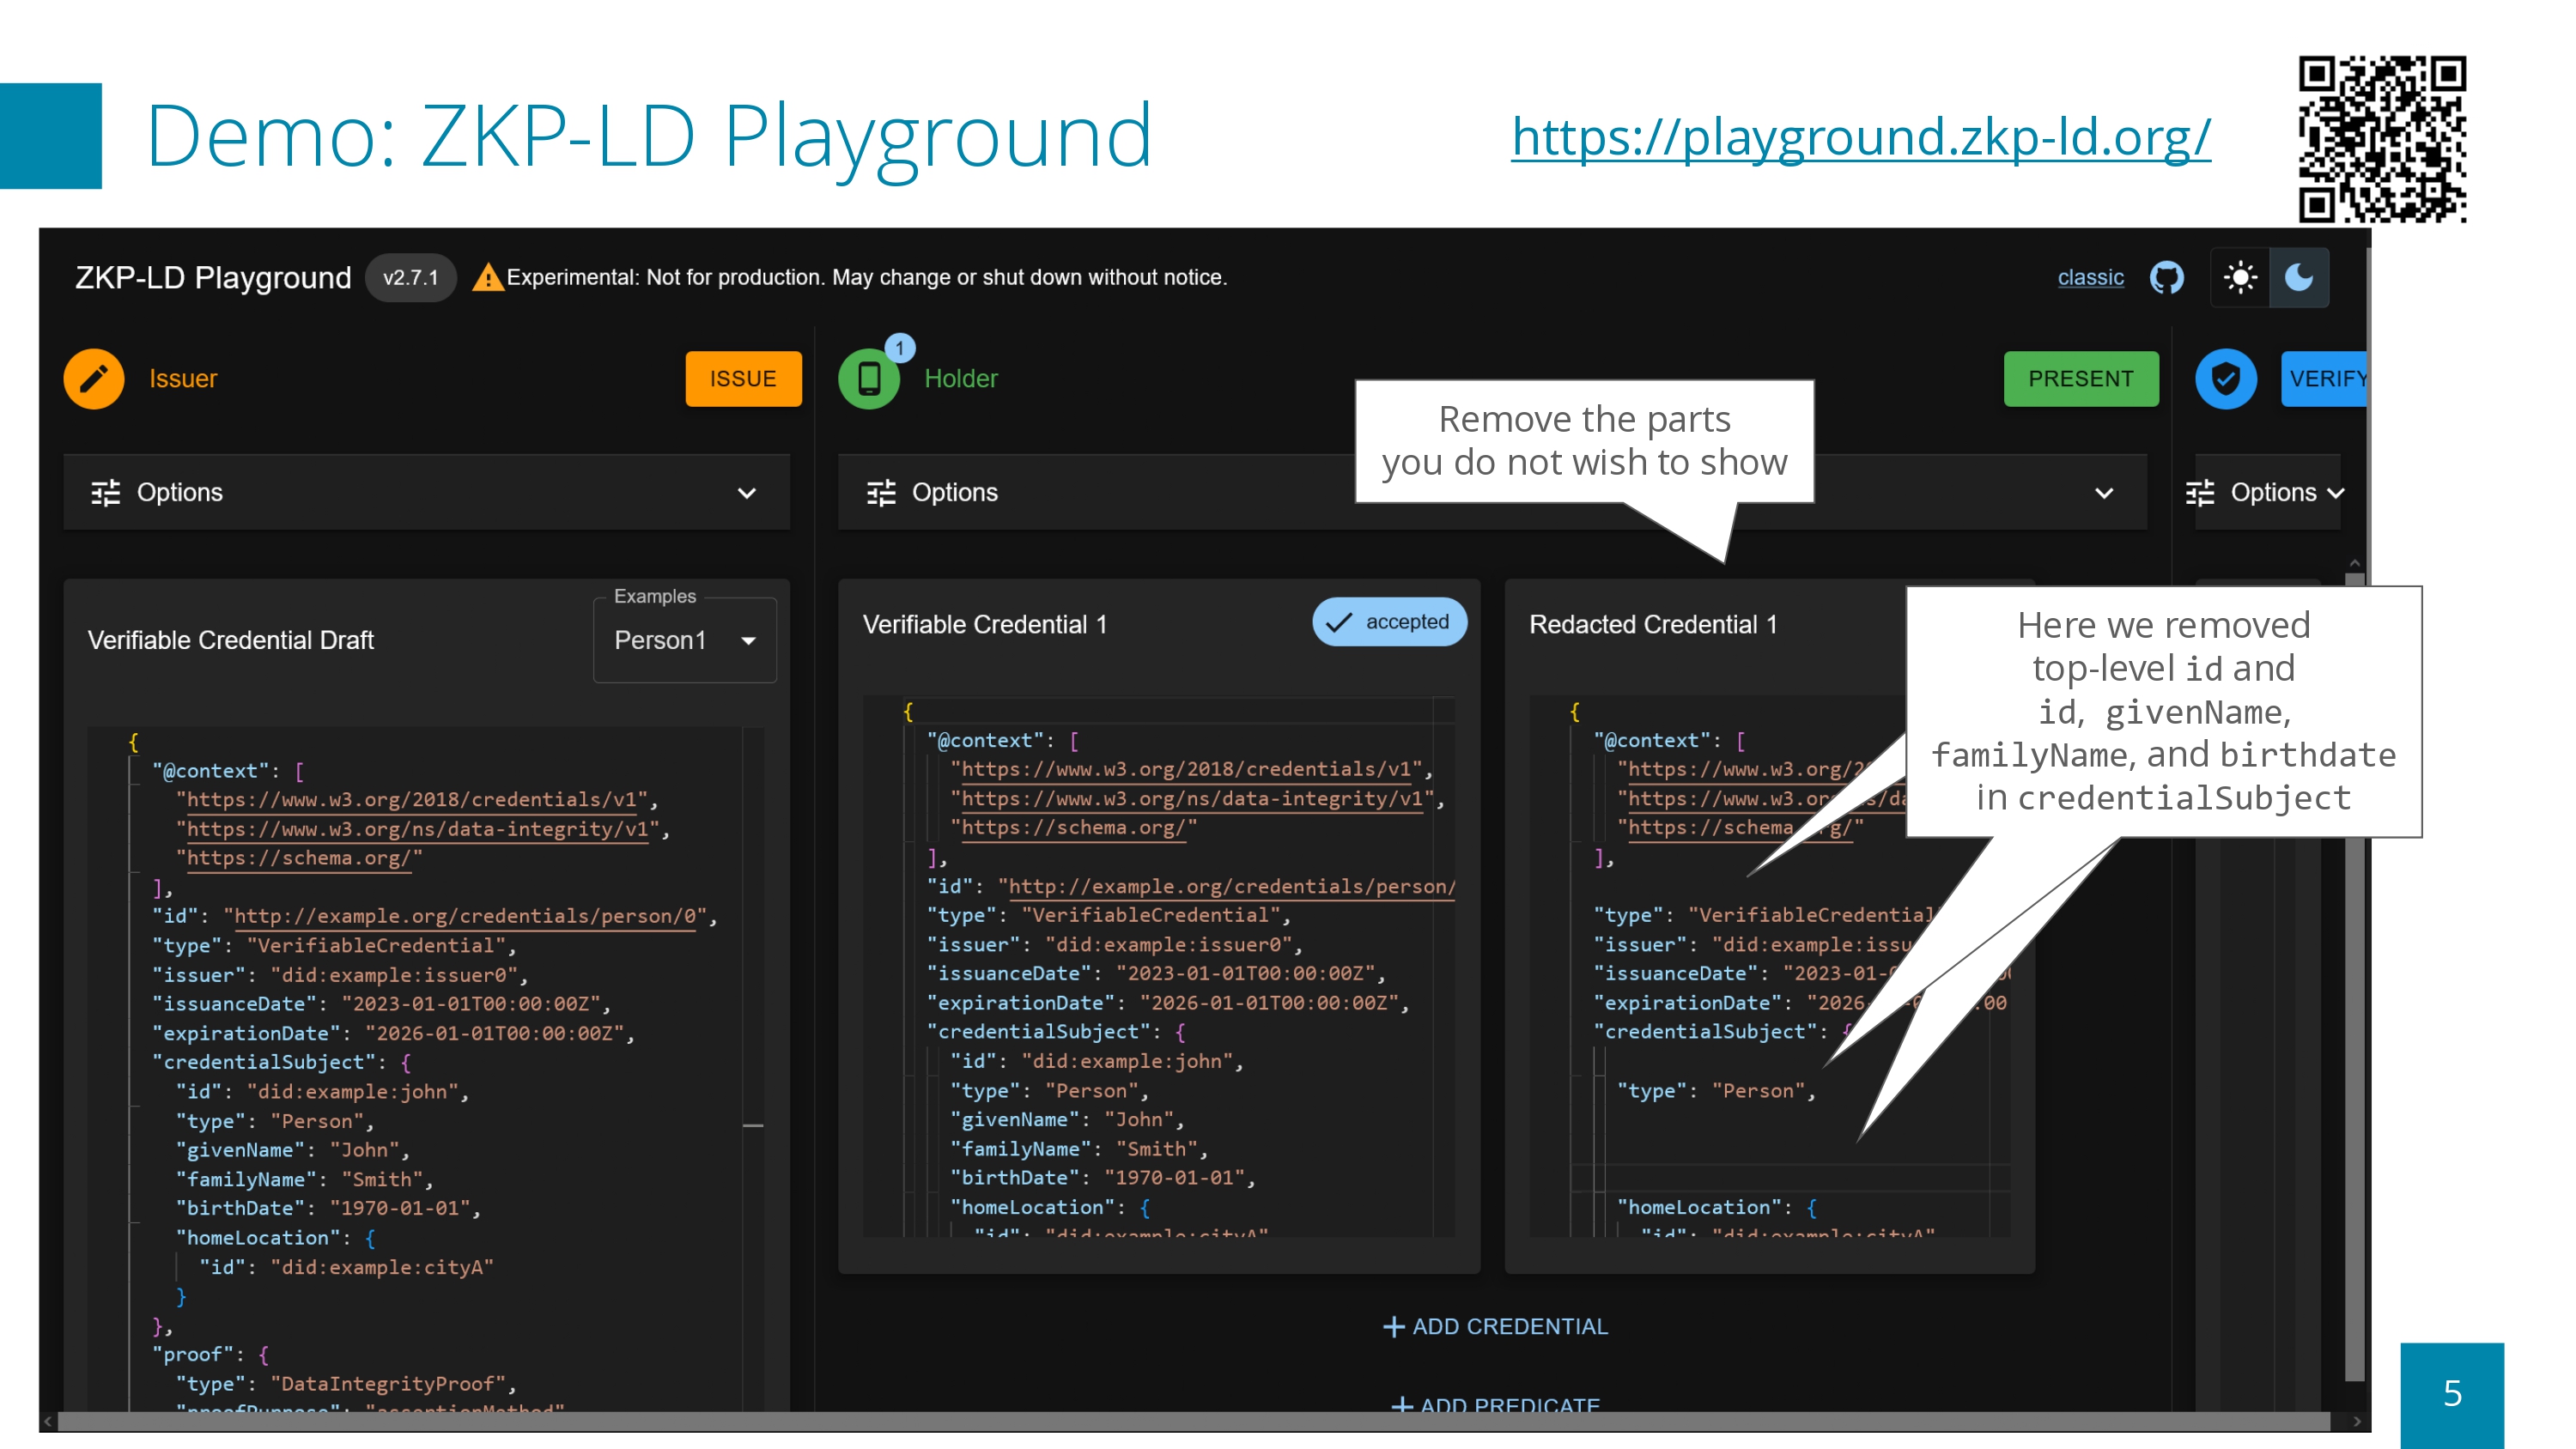 Demo: ZKP-LD Playground
https://playground.zkp-ld.org/
ZKP-LD Playground
v2.7.1
Experimental: Not for production. May change or shut down without notice.
classic
Issuer
ISSUE
1
Holder
PRESENT
VERIFY
Options
Options
Options
Remove the parts
you do not wish to show
Verifiable Credential Draft
Examples
Person1
{
"@context": [
"https://www.w3.org/2018/credentials/v1",
"https://www.w3.org/ns/data-integrity/v1",
"https://schema.org/"
],
"id": "http://example.org/credentials/person/0",
"type": "VerifiableCredential",
"issuer": "did:example:issuer0",
"issuanceDate": "2023-01-01T00:00:00Z",
"expirationDate": "2026-01-01T00:00:00Z",
"credentialSubject": {
"id": "did:example:john",
"type": "Person",
"givenName": "John",
"familyName": "Smith",
"birthDate": "1970-01-01",
"homeLocation": {
"id": "did:example:cityA"
}
},
"proof": {
"type": "DataIntegrityProof",
"proofPurpose": "assertionMethod"
Verifiable Credential 1
accepted
{
"@context": [
"https://www.w3.org/2018/credentials/v1",
"https://www.w3.org/ns/data-integrity/v1",
"https://schema.org/"
],
"id": "http://example.org/credentials/person/
"type": "VerifiableCredential",
"issuer": "did:example:issuer0",
"issuanceDate": "2023-01-01T00:00:00Z",
"expirationDate": "2026-01-01T00:00:00Z",
"credentialSubject": {
"id": "did:example:john",
"type": "Person",
"givenName": "John",
"familyName": "Smith",
"birthDate": "1970-01-01",
"homeLocation": {
"id": "did:example:cityA"
Redacted Credential 1
{
"@context": [
"https://www.w3.org/2
"https://www.w3.or
"https://schema
],
"type": "VerifiableCredential
"issuer": "did:example:issu
"issuanceDate": "2023-01-
"expirationDate": "2026-
"credentialSubject": {
"type": "Person",
"homeLocation": {
"id": "did:example:cityA"
Here we removed
top-level id and
id, givenName,
familyName, and birthdate
in credentialSubject
+ ADD CREDENTIAL
+ ADD PREDICATE
5